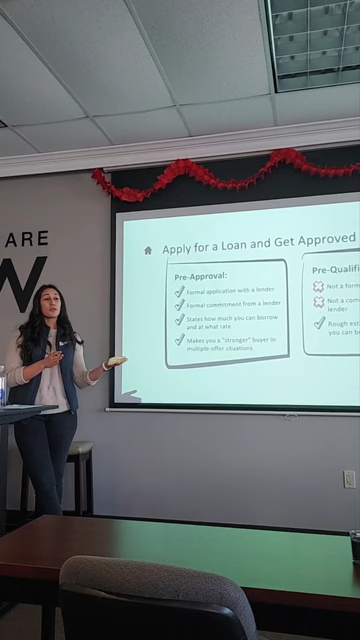 ARE
W
Apply for a Loan and Get Approved
Pre-Approval:
Formal application with a lender
Formal commitment from a lender
States how much you can borrow
and at what rate
Makes you a "stronger" buyer in
multiple-offer situations
Pre-Qualifi
Not a form
Not a com
lender
Rough est
you can b